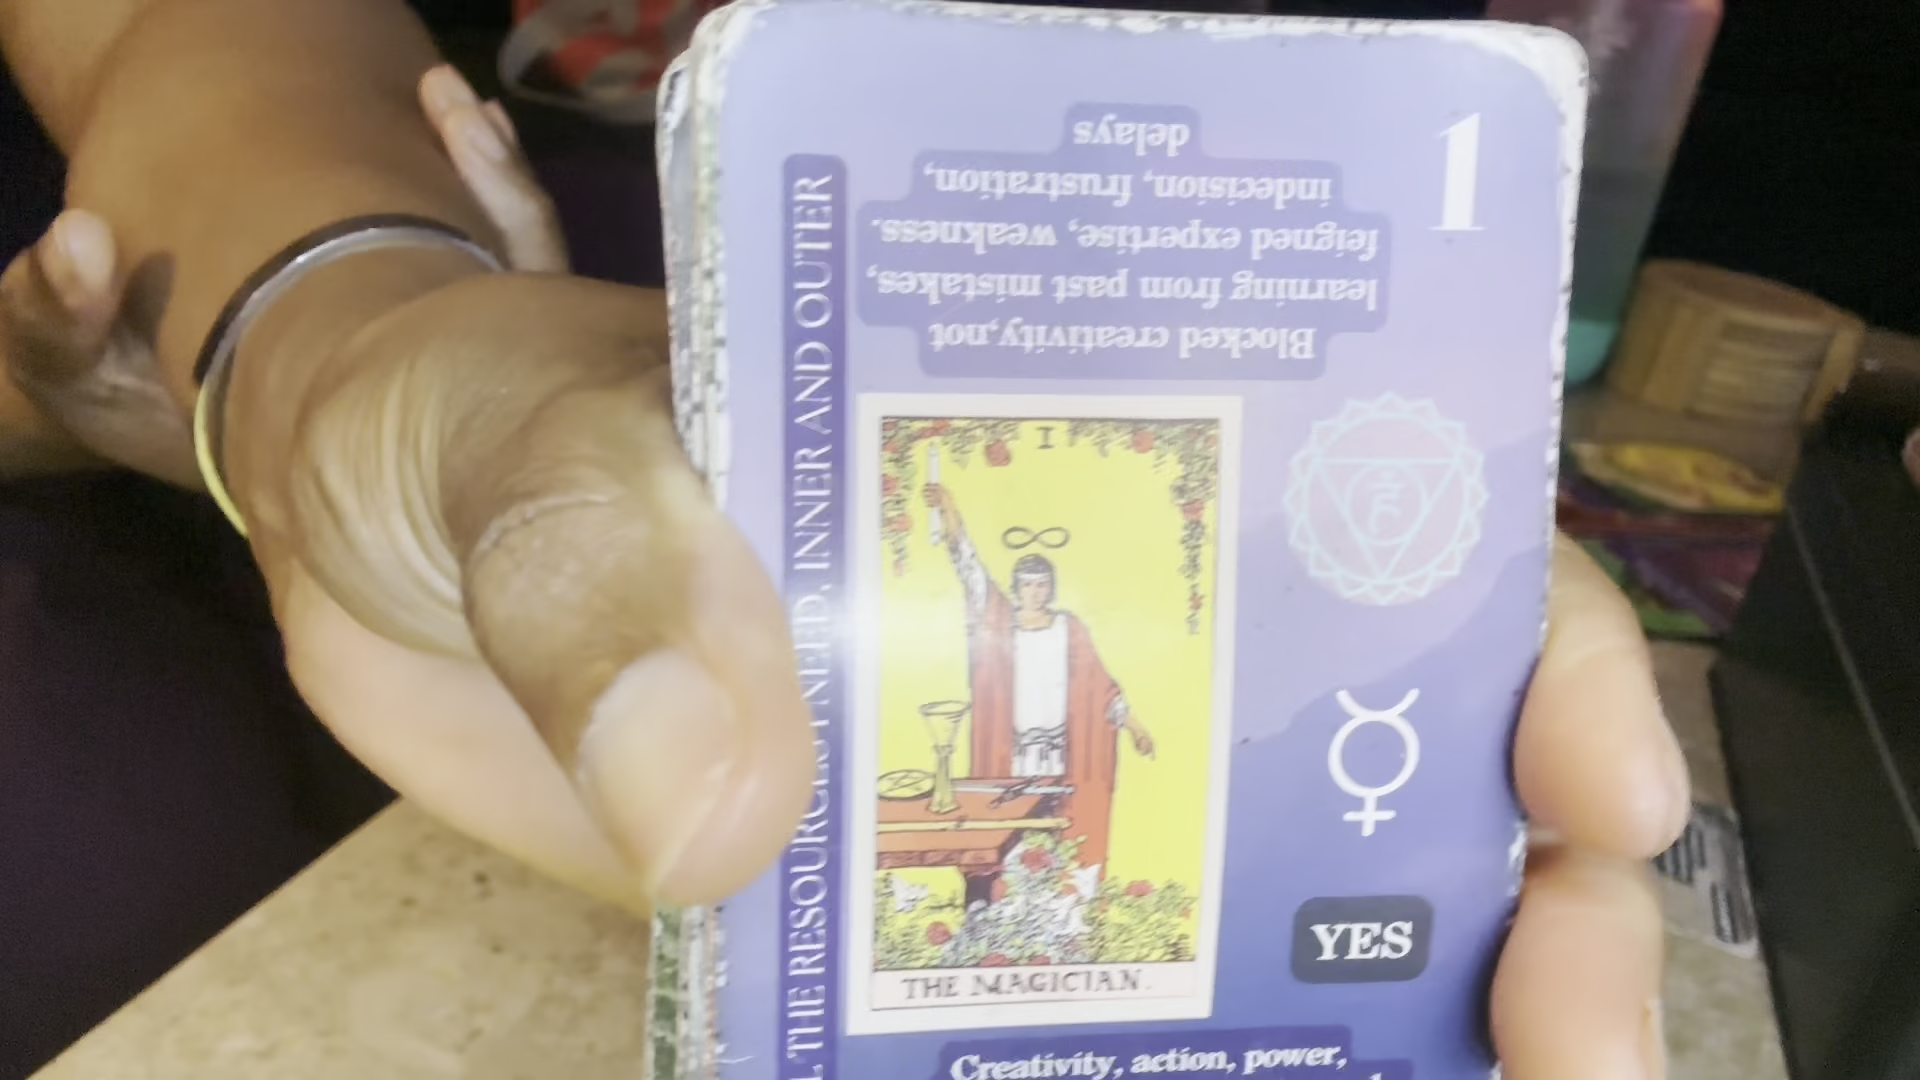 1
Blocked creativity,not
learning from past mistakes,
feigned expertise, weakness.
indecision, frustration,
delays
THE RESOURCES I NEED, INNER AND OUTER
I
THE MAGICIAN.
YES
Creativity, action, power,